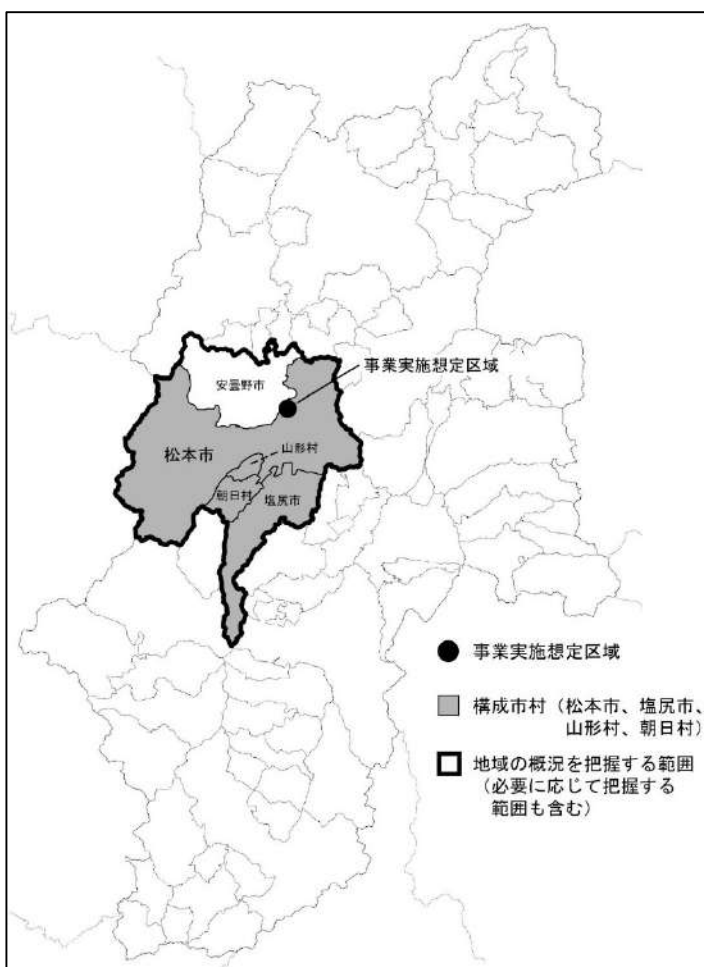 安曇野市
事業実施想定区域
松本市
山形村
朝日村
塩尻市
事業実施想定区域
構成市村(松本市、塩尻市、
山形村、朝日村)
地域の概況を把握する範囲
(必要に応じて把握する
範囲も含む)